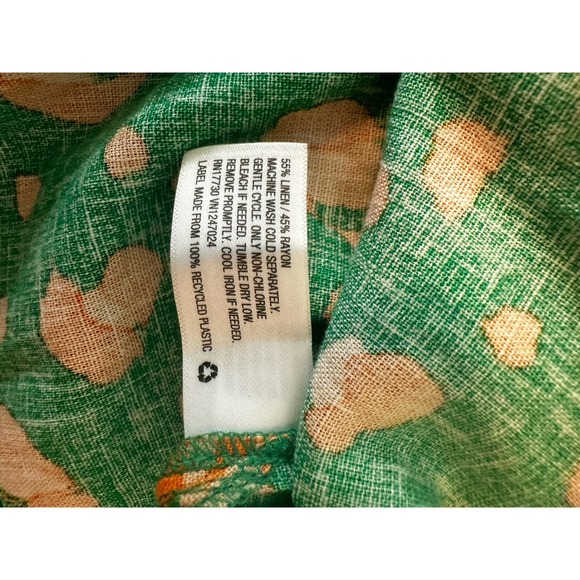 55% LINEN / 45% RAYON
MACHINE WASH COLD SEPARATELY.
GENTLE CYCLE. ONLY NON-CHLORINE
BLEACH IF NEEDED. TUMBLE DRY LOW.
REMOVE PROMPTLY. COOL IRON IF NEEDED.
RN17730 VN1247024
LABEL MADE FROM 100% RECYCLED PLASTIC